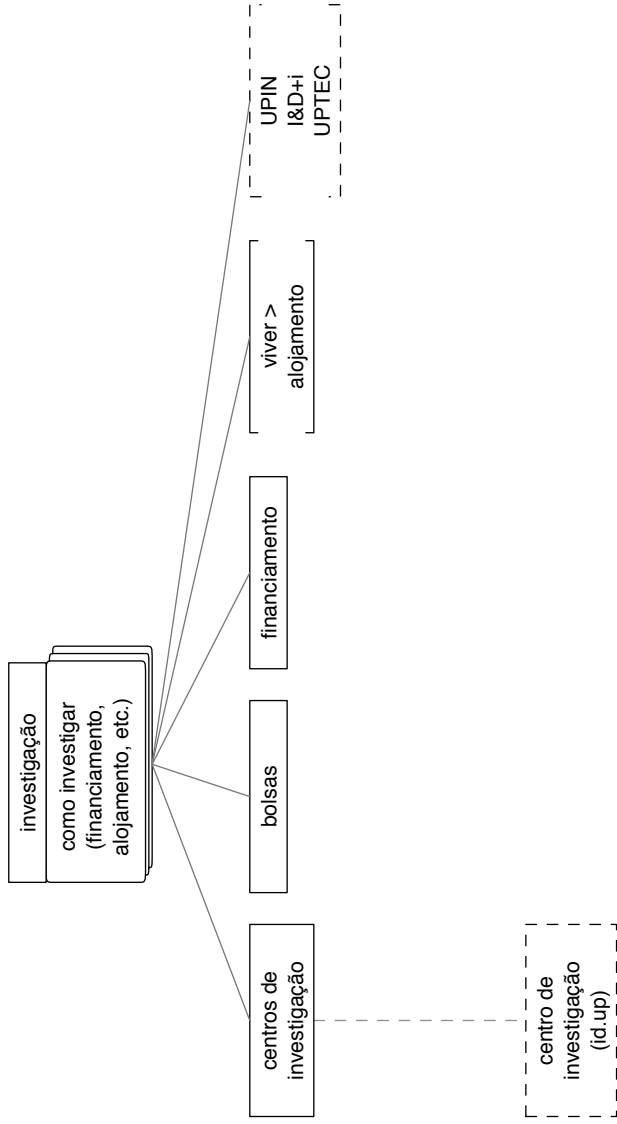 investigação
como investigar
(financiamento,
alojamento, etc.)
centros de
investigação
bolsas
financiamento
viver >
alojamento
UPIN
I&D+i
UPTEC
centro de
investigação
(id.up)